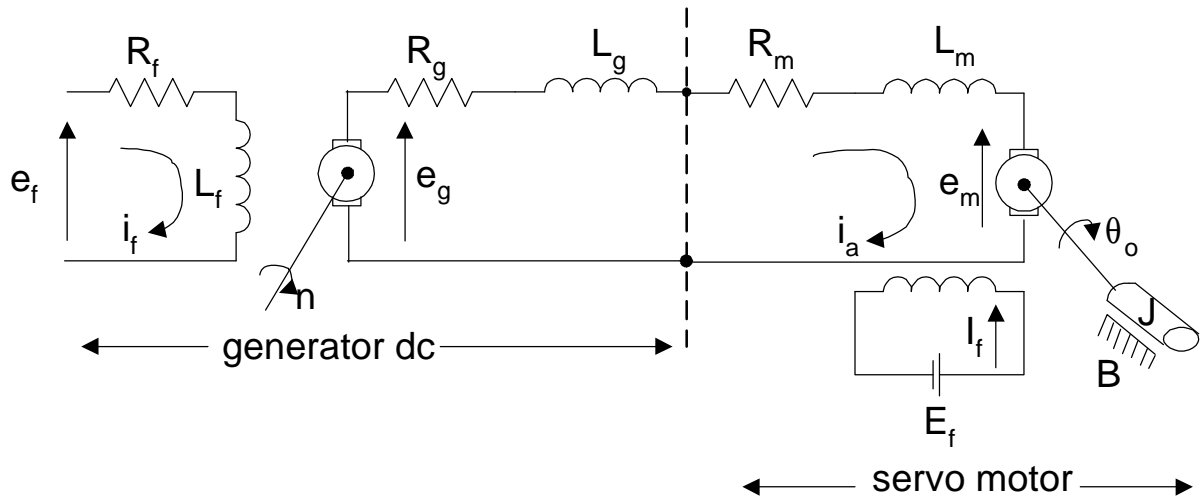 R_f
R_g
L_g
R_m
L_m
e_f
L_f
i_f
e_g
n
i_a
e_m
θ_o
J
B
I_f
E_f
generator dc
servo motor